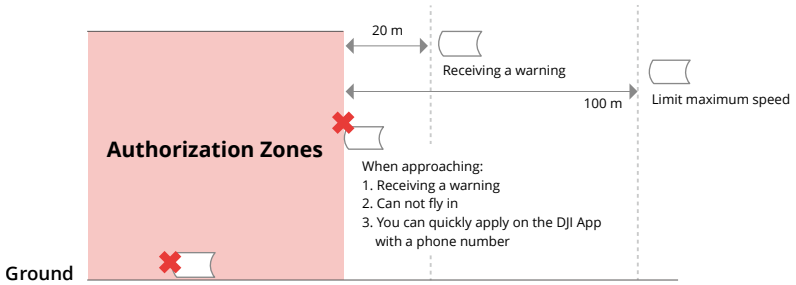 20 m
Receiving a warning
100 m
Limit maximum speed
Authorization Zones
When approaching:
1. Receiving a warning
2. Can not fly in
3. You can quickly apply on the DJI App
with a phone number
Ground